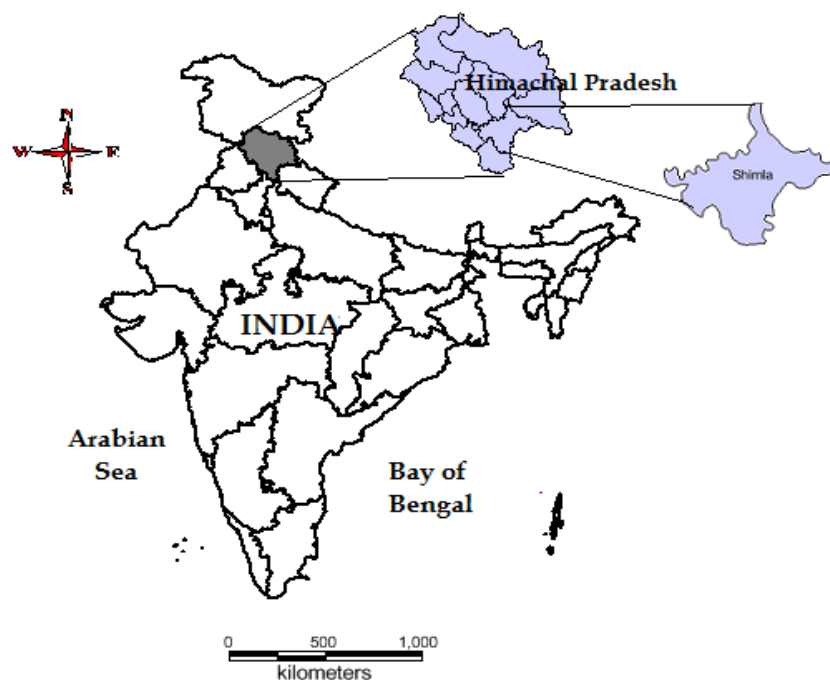 Himachal Pradesh
N
W E
S
Shimla
INDIA
Arabian
Sea
Bay of
Bengal
0 500 1,000
kilometers